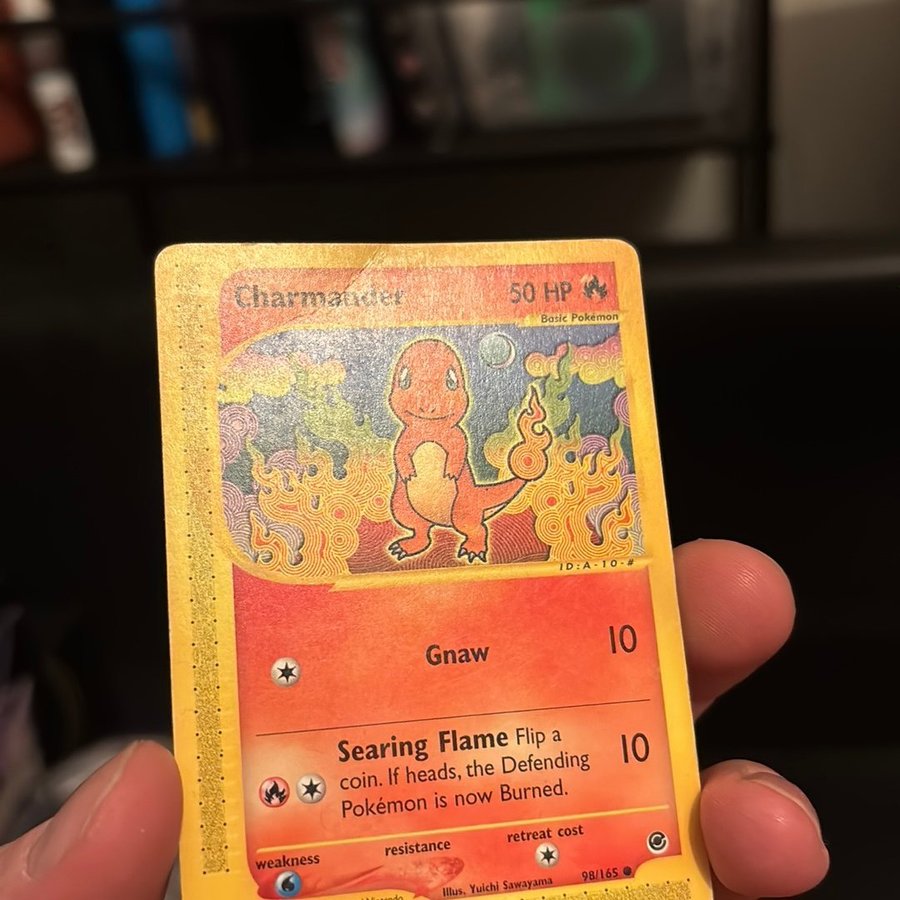 Charmander 50 HP
Basic Pokémon
ID:A-10-#
Gnaw 10
Searing Flame Flip a
coin. If heads, the Defending
Pokémon is now Burned.
10
weakness resistance retreat cost
Illus. Yuichi Sawayama 98/165